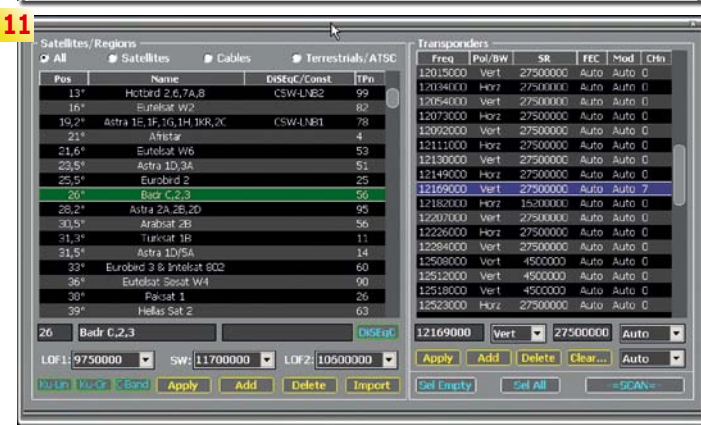 11
Satellites/Regions
All Satellites Cables Terrestrials/ATSC
Pos Name DiSEqC/Const TPn
13° Hotbird 2,6,7A,8 CSW-LNB2 99
16° Eutelsat W2 82
19,2° Astra 1E,1F,1G,1H,1KR,2C CSW-LNB1 78
21° Afristar 4
21,6° Eutelsat W6 53
23,5° Astra 1D,3A 51
25,5° Eurobird 2 25
26° Badr C,2,3 56
28,2° Astra 2A,2B,2D 95
30,5° Arabsat 2B 56
31,3° Turksat 1B 11
31,5° Astra 1D/5A 14
33° Eurobird 3 & Intelsat 802 60
36° Eutelsat Sesat W4 90
38° Paksat 1 26
39° Hellas Sat 2 63
26 Badr C,2,3 DiSEqC
LOF1: 9750000 SW: 11700000 LOF2: 10600000
Ku-Lin Ku-Cir C-Band Apply Add Delete Import
Transponders
Freq Pol/BW SR FEC Mod CHn
12015000 Vert 27500000 Auto Auto 0
12034000 Horz 27500000 Auto Auto 0
12054000 Vert 27500000 Auto Auto 0
12073000 Horz 27500000 Auto Auto 0
12092000 Vert 27500000 Auto Auto 0
12111000 Horz 27500000 Auto Auto 0
12130000 Vert 27500000 Auto Auto 0
12149000 Horz 27500000 Auto Auto 0
12169000 Vert 27500000 Auto Auto 7
12182000 Horz 16200000 Auto Auto 0
12207000 Vert 27500000 Auto Auto 0
12226000 Horz 27500000 Auto Auto 0
12284000 Vert 27500000 Auto Auto 0
12508000 Vert 4500000 Auto Auto 0
12512000 Vert 4500000 Auto Auto 0
12518000 Vert 4500000 Auto Auto 0
12523000 Horz 27500000 Auto Auto 0
12169000 Vert 27500000 Auto
Apply Add Delete Clear... Auto
Sel Empty Sel All -=SCAN=-